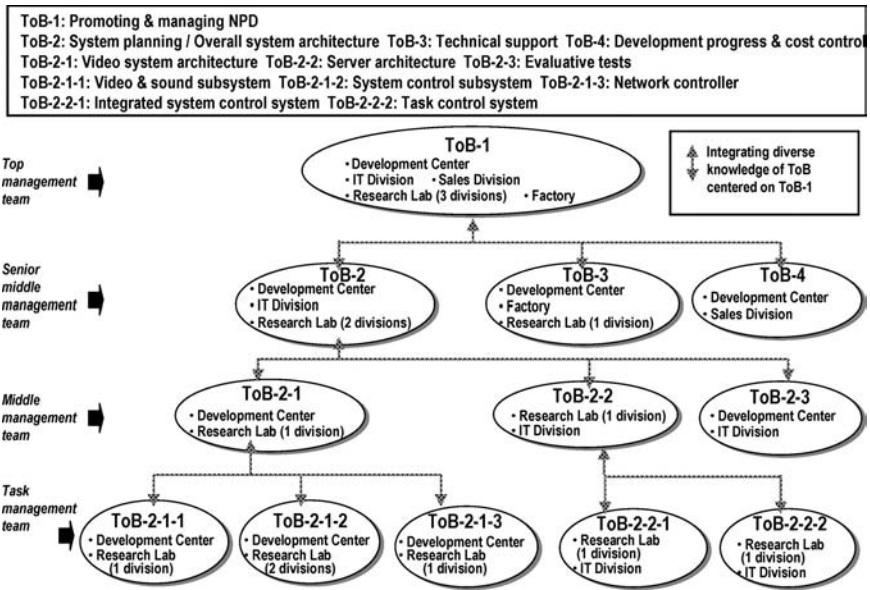 ToB-1: Promoting & managing NPD
ToB-2: System planning / Overall system architecture ToB-3: Technical support ToB-4: Development progress & cost control
ToB-2-1: Video system architecture ToB-2-2: Server architecture ToB-2-3: Evaluative tests
ToB-2-1-1: Video & sound subsystem ToB-2-1-2: System control subsystem ToB-2-1-3: Network controller
ToB-2-2-1: Integrated system control system ToB-2-2-2: Task control system
Top
management
team
ToB-1
• Development Center
• IT Division • Sales Division
• Research Lab (3 divisions) • Factory
Integrating diverse
knowledge of ToB
centered on ToB-1
Senior
middle
management
team
ToB-2
• Development Center
• IT Division
• Research Lab (2 divisions)
ToB-3
• Development Center
• Factory
• Research Lab (1 division)
ToB-4
• Development Center
• Sales Division
Middle
management
team
ToB-2-1
• Development Center
• Research Lab (1 division)
ToB-2-2
• Research Lab (1 division)
• IT Division
ToB-2-3
• Development Center
• IT Division
Task
management
team
ToB-2-1-1
• Development Center
• Research Lab
(1 division)
ToB-2-1-2
• Development Center
• Research Lab
(2 divisions)
ToB-2-1-3
• Development Center
• Research Lab
(1 division)
ToB-2-2-1
• Research Lab
(1 division)
• IT Division
ToB-2-2-2
• Research Lab
(1 division)
• IT Division